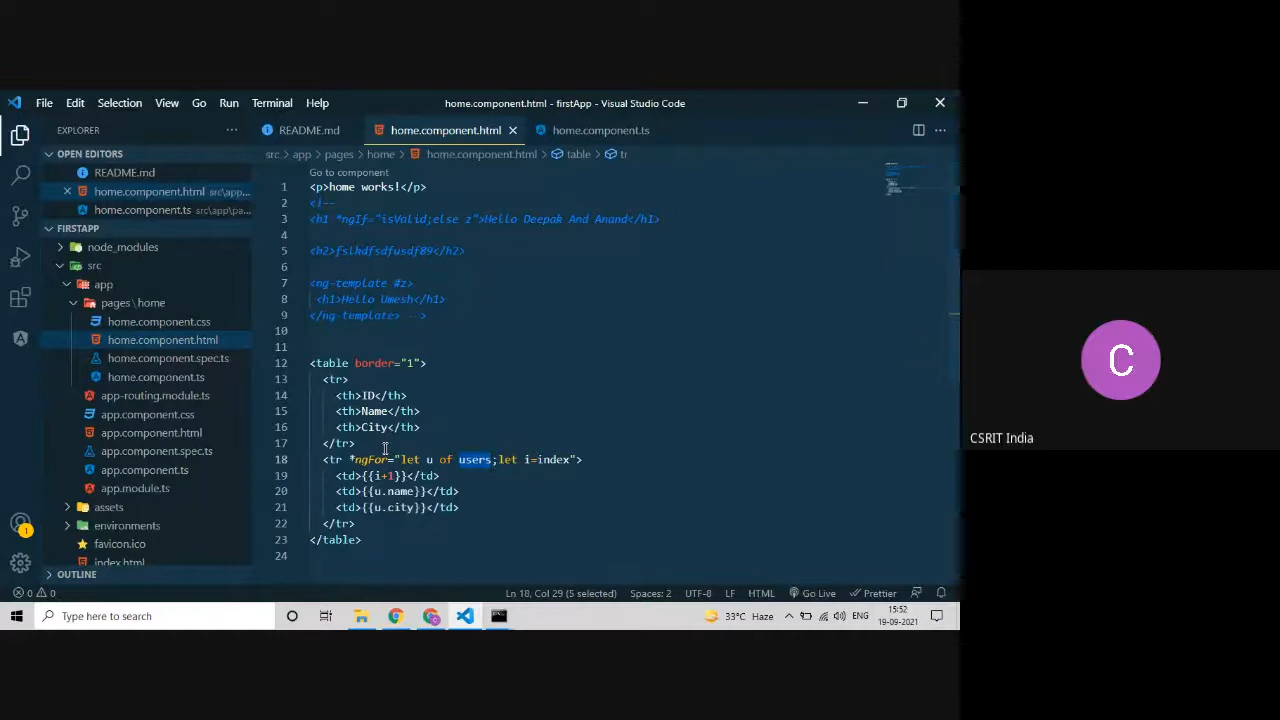 File Edit Selection View Go Run Terminal Help
home.component.html - firstApp - Visual Studio Code
EXPLORER
OPEN EDITORS
README.md
home.component.html src\app...
home.component.ts src\app\pa...
FIRSTAPP
node_modules
src
app
pages \ home
home.component.css
home.component.html
home.component.spec.ts
home.component.ts
app-routing.module.ts
app.component.css
app.component.html
app.component.spec.ts
app.component.ts
app.module.ts
assets
environments
favicon.ico
index.html
OUTLINE
README.md home.component.html home.component.ts
src > app > pages > home > home.component.html > table > tr
Go to component
1 <p>home works!</p>
2 <!--
3 <h1 *ngIf="isValid;else z">Hello Deepak And Anand</h1>
4
5 <h2>fslkdfsdfusdf89</h2>
6
7 <ng-template #z>
8 <h1>Hello Umesh</h1>
9 </ng-template> -->
10
11
12 <table border="1">
13 <tr>
14 <th>ID</th>
15 <th>Name</th>
16 <th>City</th>
17 </tr>
18 <tr *ngFor="let u of users;let i=index">
19 <td>{{i+1}}</td>
20 <td>{{u.name}}</td>
21 <td>{{u.city}}</td>
22 </tr>
23 </table>
24
0 0
Ln 18, Col 29 (5 selected) Spaces: 2 UTF-8 LF HTML Go Live Prettier
1
Type here to search
33°C Haze
ENG
15:52
19-09-2021
C
CSRIT India